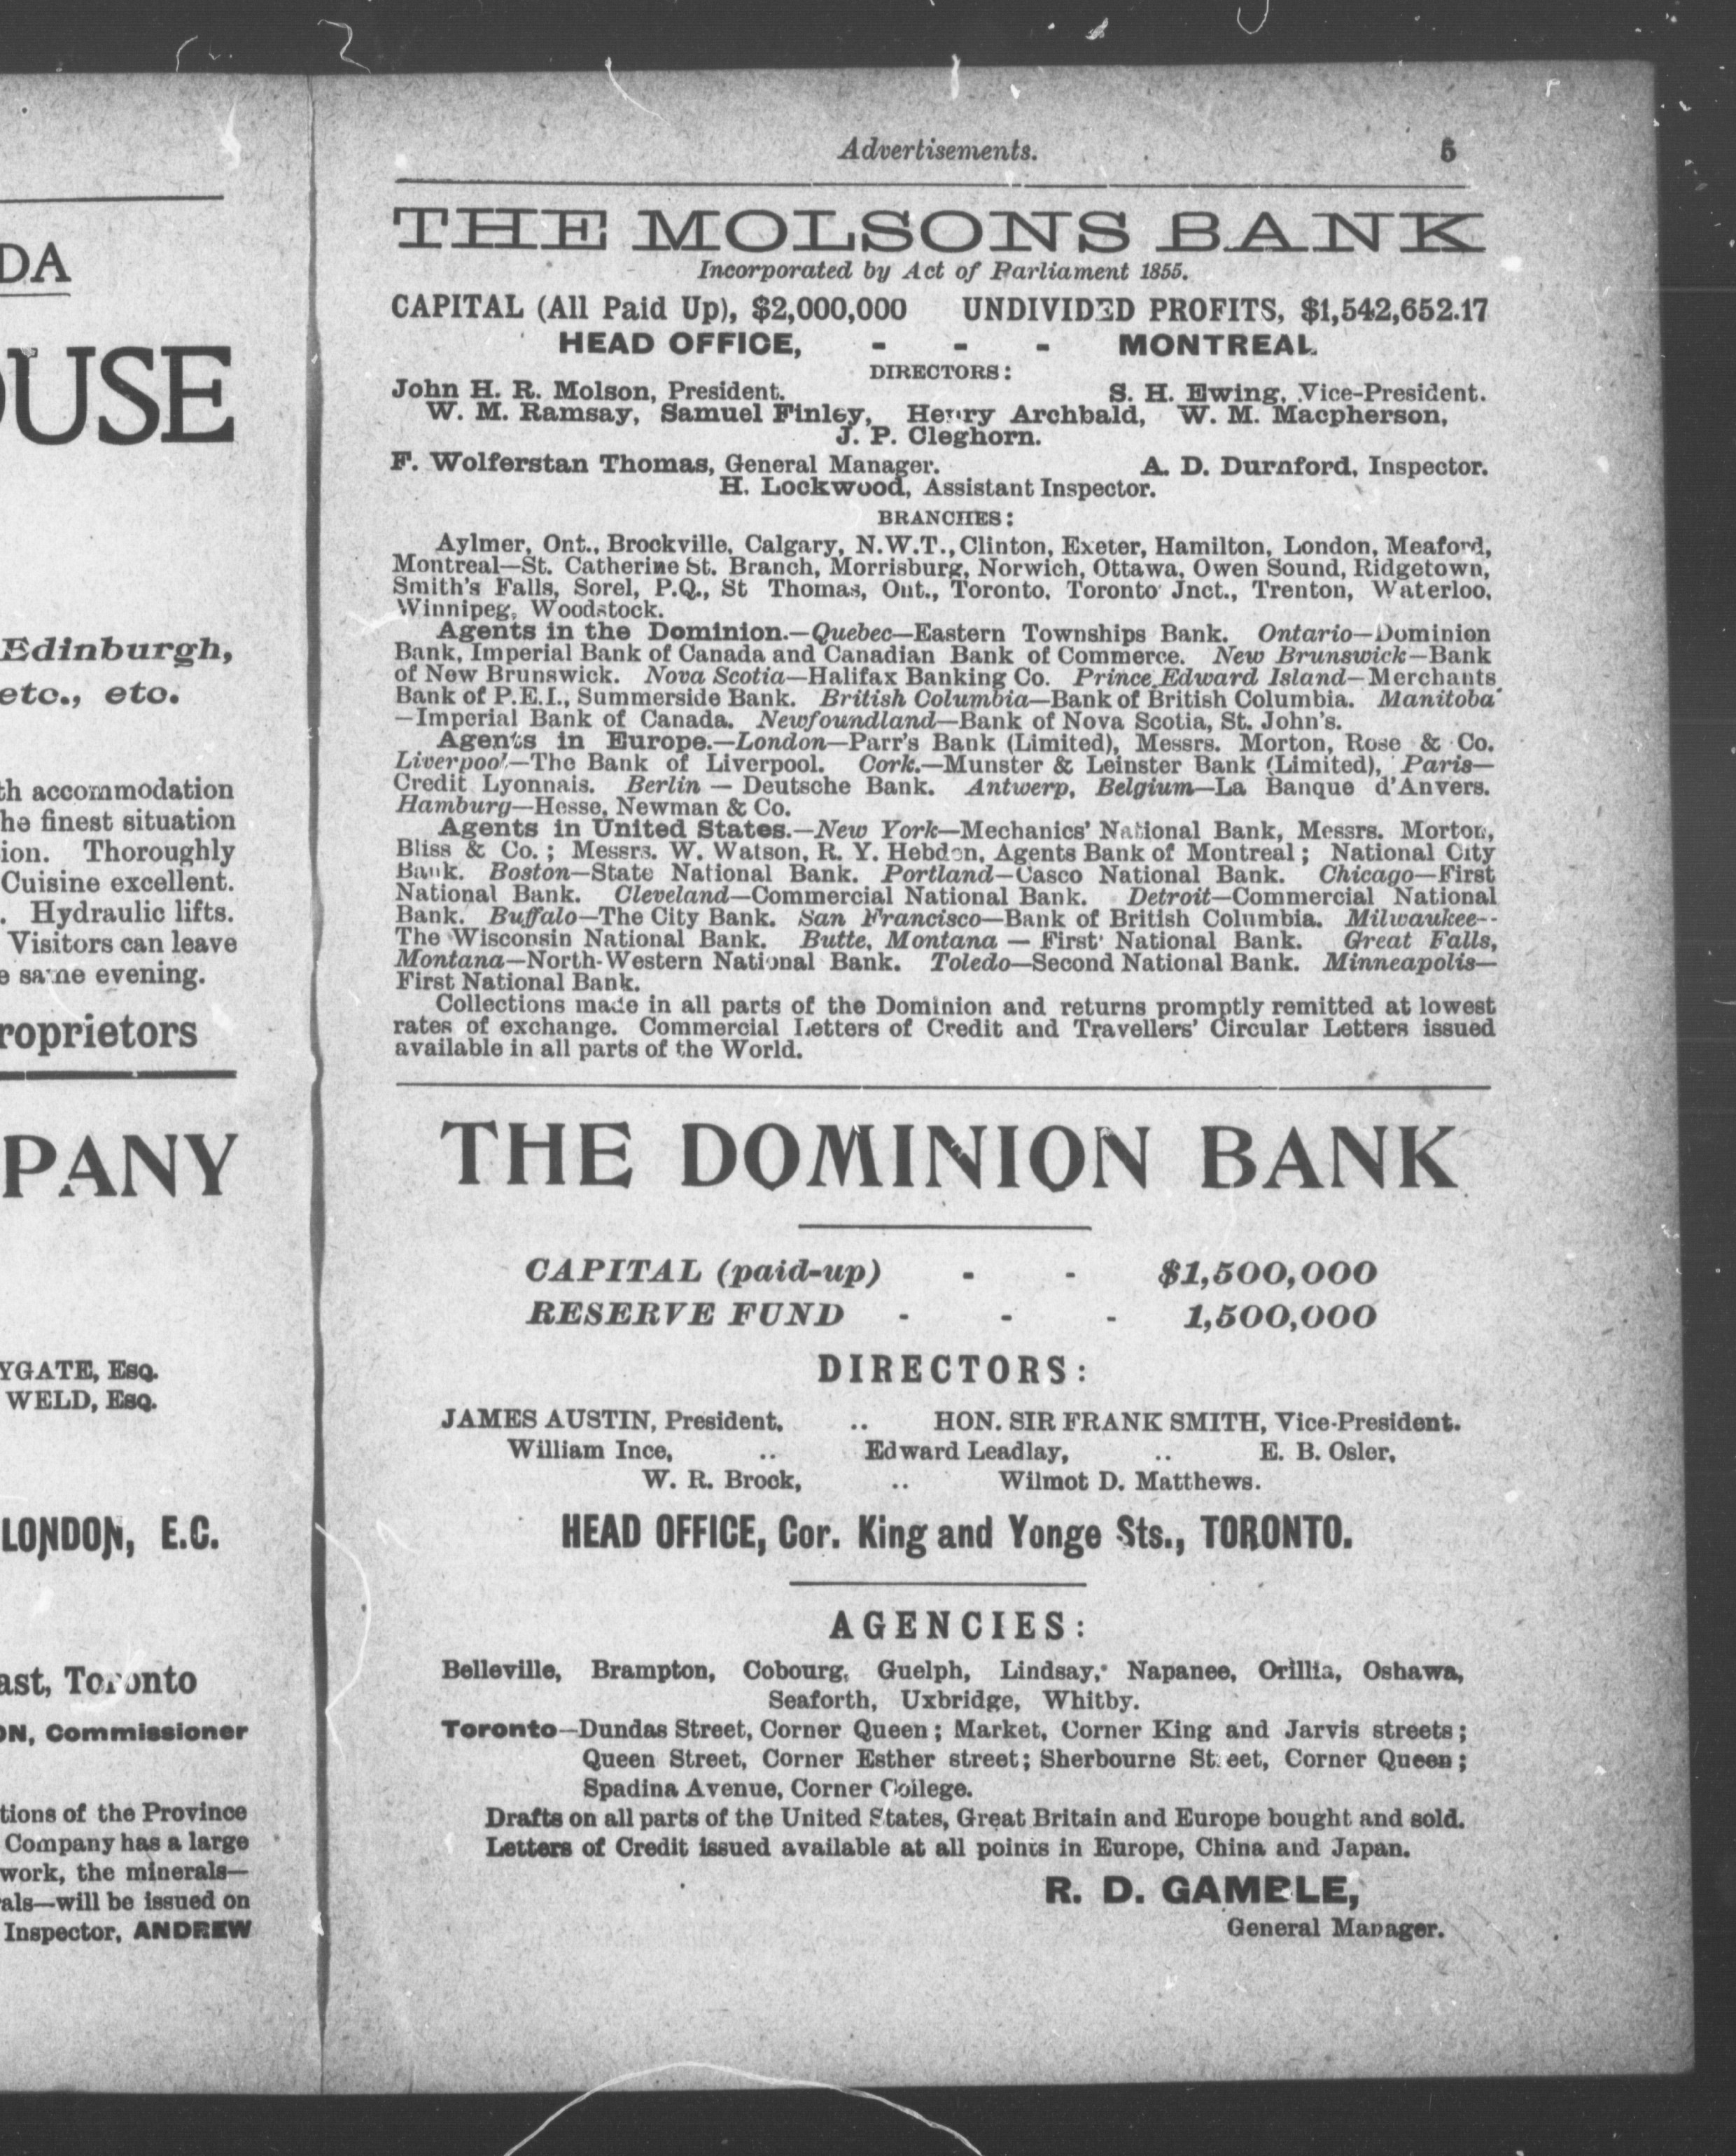 DA
OUSE
Edinburgh,
etc., etc.
th accommodation
he finest situation
ion. Thoroughly
Cuisine excellent.
. Hydraulic lifts.
Visitors can leave
e same evening.
roprietors
PANY
YGATE, Esq.
WELD, Esq.
LONDON, E.C.
ast, Toronto
ON, Commissioner
tions of the Province
Company has a large
work, the minerals—
als—will be issued on
Inspector, ANDREW
Advertisements. 5
THE MOLSONS BANK
Incorporated by Act of Parliament 1855.
CAPITAL (All Paid Up), $2,000,000 UNDIVIDED PROFITS, $1,542,652.17
HEAD OFFICE, - - - MONTREAL
DIRECTORS:
John H. R. Molson, President. S. H. Ewing, Vice-President.
W. M. Ramsay, Samuel Finley, Henry Archbald, W. M. Macpherson,
J. P. Cleghorn.
F. Wolferstan Thomas, General Manager. A. D. Durnford, Inspector.
H. Lockwood, Assistant Inspector.
BRANCHES:
Aylmer, Ont., Brockville, Calgary, N.W.T., Clinton, Exeter, Hamilton, London, Meaford,
Montreal—St. Catherine St. Branch, Morrisburg, Norwich, Ottawa, Owen Sound, Ridgetown,
Smith's Falls, Sorel, P.Q., St Thomas, Ont., Toronto. Toronto Jnct., Trenton, Waterloo,
Winnipeg, Woodstock.
Agents in the Dominion.—Quebec—Eastern Townships Bank. Ontario—Dominion
Bank, Imperial Bank of Canada and Canadian Bank of Commerce. New Brunswick—Bank
of New Brunswick. Nova Scotia—Halifax Banking Co. Prince Edward Island—Merchants
Bank of P.E.I., Summerside Bank. British Columbia—Bank of British Columbia. Manitoba
—Imperial Bank of Canada. Newfoundland—Bank of Nova Scotia, St. John's.
Agents in Europe.—London—Parr's Bank (Limited), Messrs. Morton, Rose & Co.
Liverpool—The Bank of Liverpool. Cork.—Munster & Leinster Bank (Limited), Paris—
Credit Lyonnais. Berlin — Deutsche Bank. Antwerp, Belgium—La Banque d'Anvers.
Hamburg—Hesse, Newman & Co.
Agents in United States.—New York—Mechanics' National Bank, Messrs. Morton,
Bliss & Co.; Messrs. W. Watson, R. Y. Hebden, Agents Bank of Montreal; National City
Bank. Boston—State National Bank. Portland—Casco National Bank. Chicago—First
National Bank. Cleveland—Commercial National Bank. Detroit—Commercial National
Bank. Buffalo—The City Bank. San Francisco—Bank of British Columbia. Milwaukee--
The Wisconsin National Bank. Butte, Montana — First National Bank. Great Falls,
Montana—North-Western National Bank. Toledo—Second National Bank. Minneapolis—
First National Bank.
Collections made in all parts of the Dominion and returns promptly remitted at lowest
rates of exchange. Commercial Letters of Credit and Travellers' Circular Letters issued
available in all parts of the World.
THE DOMINION BANK
CAPITAL (paid-up) - - $1,500,000
RESERVE FUND - - - 1,500,000
DIRECTORS:
JAMES AUSTIN, President, .. HON. SIR FRANK SMITH, Vice-President.
William Ince, .. Edward Leadlay, .. E. B. Osler,
W. R. Brock, .. Wilmot D. Matthews.
HEAD OFFICE, Cor. King and Yonge Sts., TORONTO.
AGENCIES:
Belleville, Brampton, Cobourg, Guelph, Lindsay, Napanee, Orillia, Oshawa,
Seaforth, Uxbridge, Whitby.
Toronto—Dundas Street, Corner Queen; Market, Corner King and Jarvis streets;
Queen Street, Corner Esther street; Sherbourne Street, Corner Queen;
Spadina Avenue, Corner College.
Drafts on all parts of the United States, Great Britain and Europe bought and sold.
Letters of Credit issued available at all points in Europe, China and Japan.
R. D. GAMBLE,
General Manager.